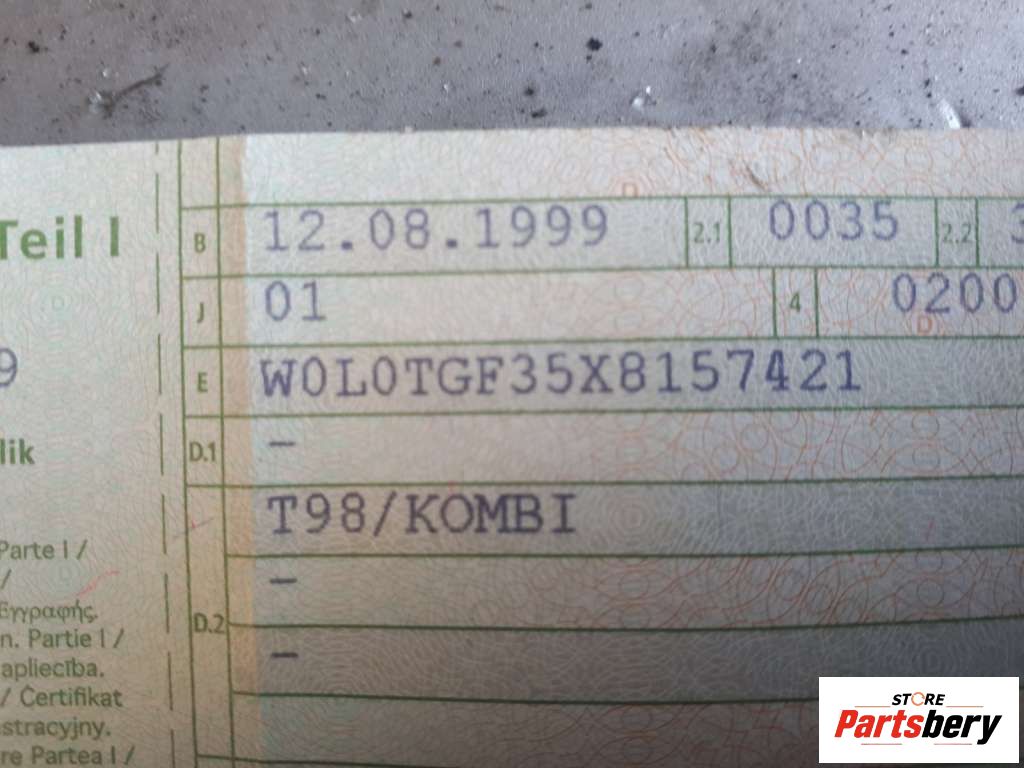 B 12.08.1999 2.1 0035 2.2
Teil I
J 01 4 0200
9 E W0L0TGF35X8157421
lik D.1 –
T98/KOMBI
Parte I /
/ –
Εγγραφής.
D.2
n. Partie I /
apliecība. –
/ Certifikat
stracyjny.
re Partea I /
STORE
Partsbery